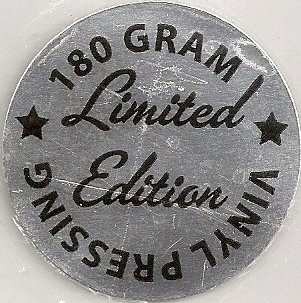 180 GRAM
Limited
Edition
VINYL PRESSING